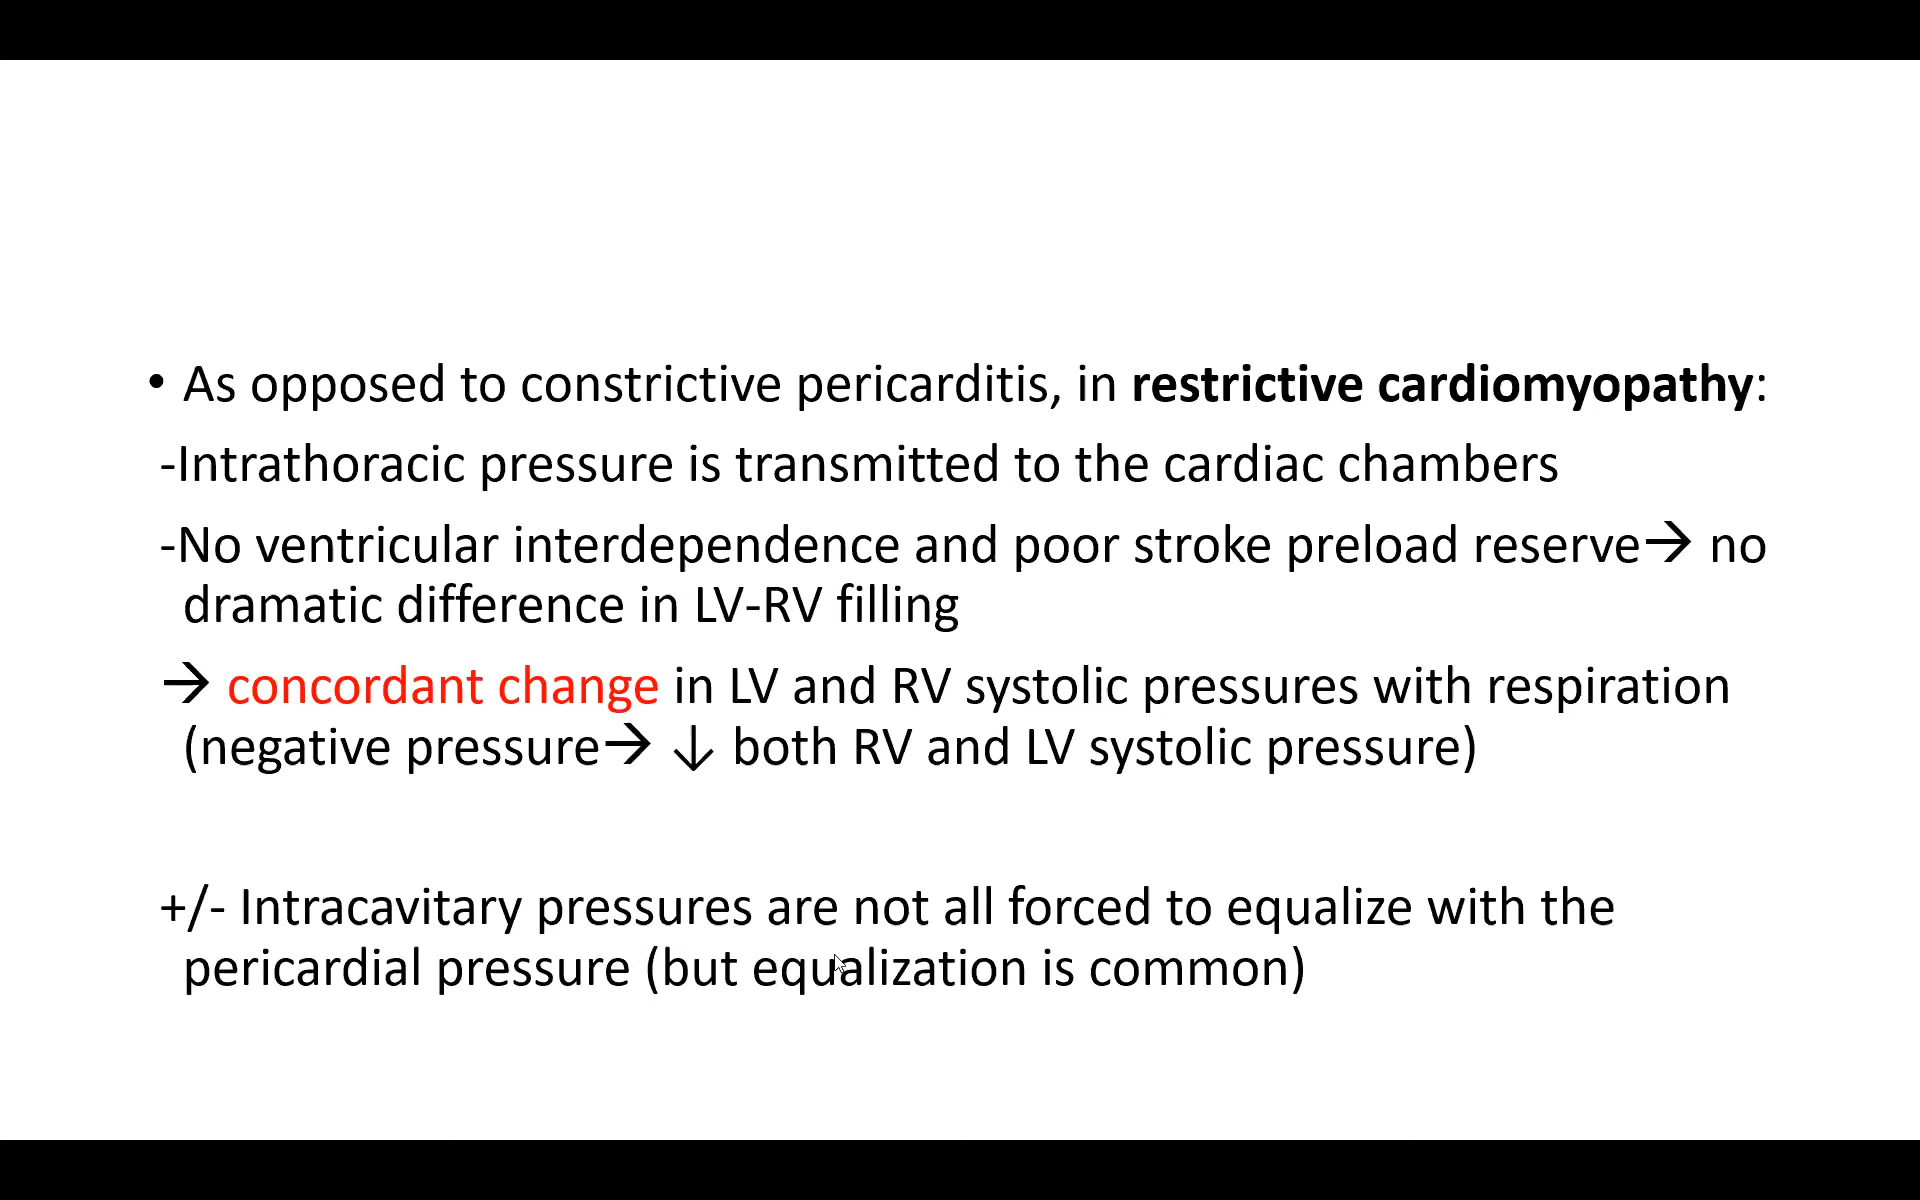 • As opposed to constrictive pericarditis, in restrictive cardiomyopathy:
-Intrathoracic pressure is transmitted to the cardiac chambers
-No ventricular interdependence and poor stroke preload reserve→ no
dramatic difference in LV-RV filling
→ concordant change in LV and RV systolic pressures with respiration
(negative pressure→ ↓ both RV and LV systolic pressure)
+/- Intracavitary pressures are not all forced to equalize with the
pericardial pressure (but equalization is common)